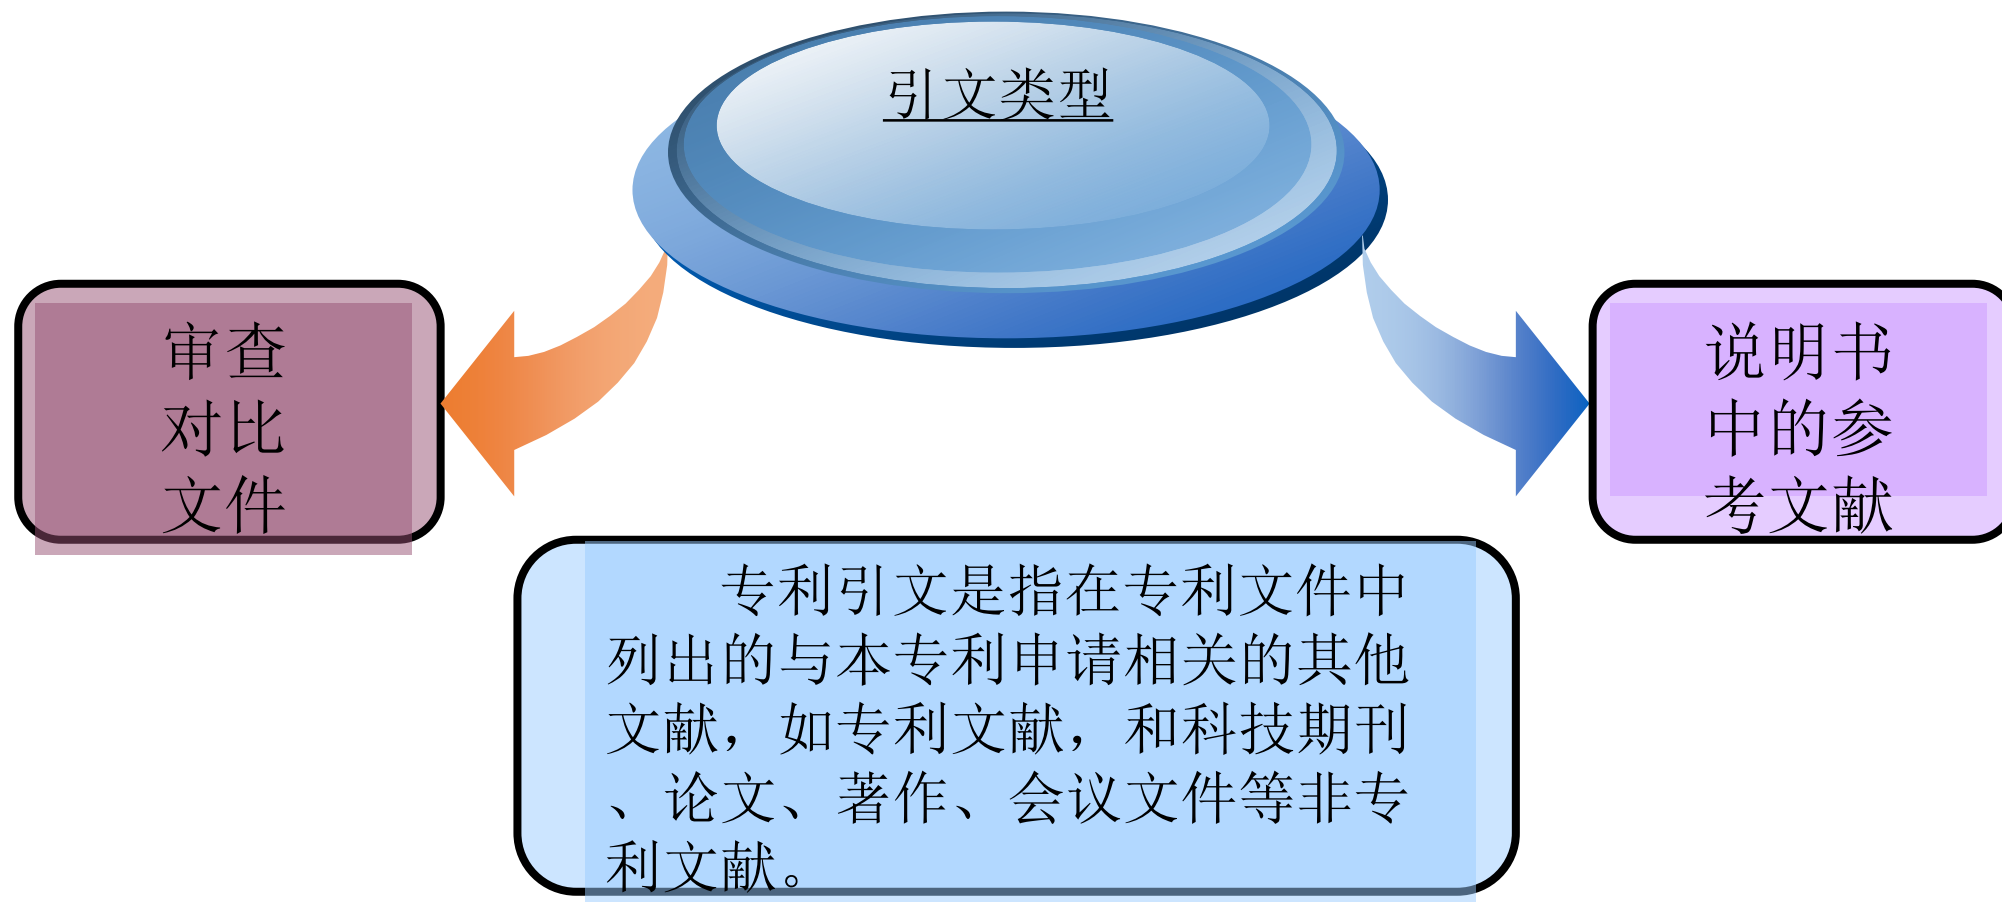 引文类型
审查
对比
文件
说明书
中的参
考文献
专利引文是指在专利文件中
列出的与本专利申请相关的其他
文献，如专利文献，和科技期刊
、论文、著作、会议文件等非专
利文献。